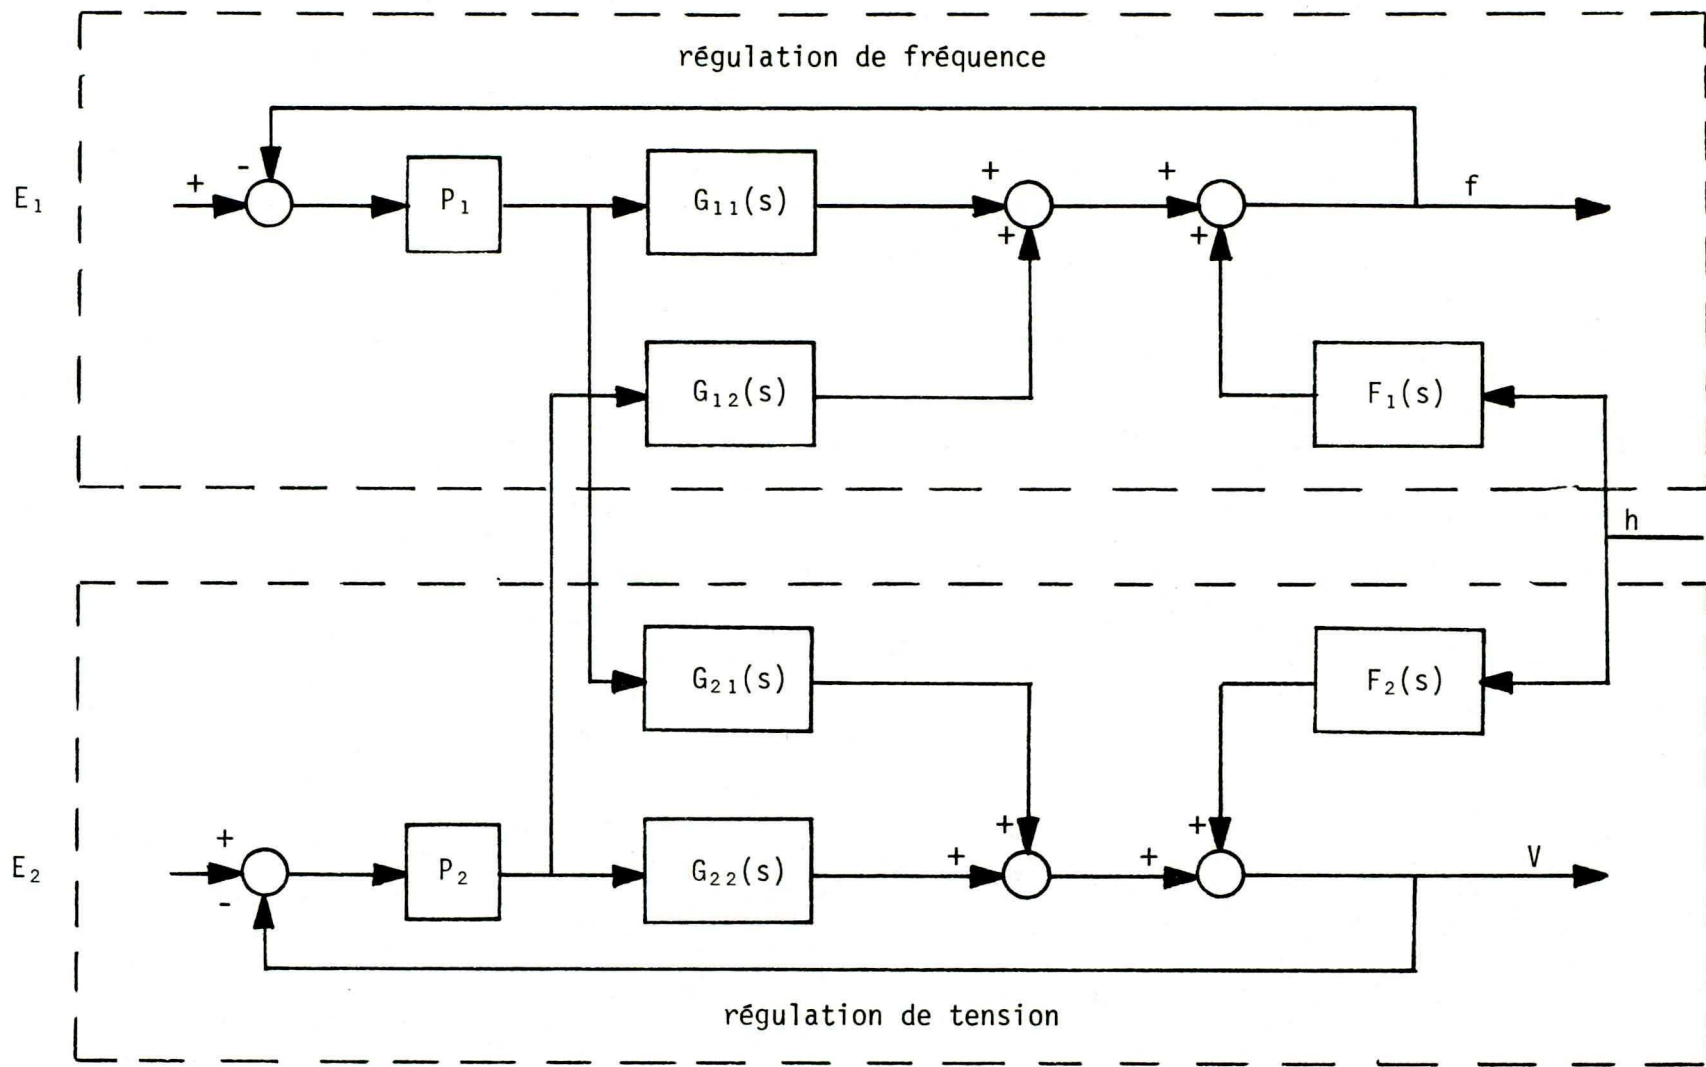 régulation de fréquence
-
+
E₁
P₁
G₁₁(s)
+
+
+
+
f
G₁₂(s)
F₁(s)
h
G₂₁(s)
F₂(s)
+
-
E₂
P₂
G₂₂(s)
+
+
+
+
V
régulation de tension